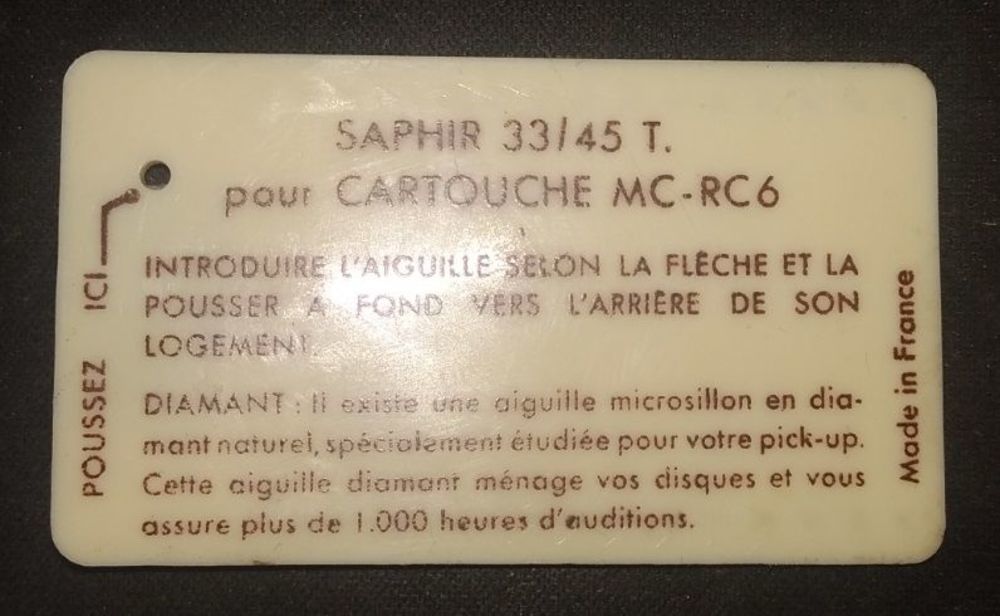 SAPHIR 33/45 T.
pour CARTOUCHE MC-RC6
INTRODUIRE L'AIGUILLE SELON LA FLÈCHE ET LA
POUSSER A FOND VERS L'ARRIÈRE DE SON
LOGEMENT.
DIAMANT : Il existe une aiguille microsillon en dia-
mant naturel, spécialement étudiée pour votre pick-up.
Cette aiguille diamant ménage vos disques et vous
assure plus de 1.000 heures d'auditions.
POUSSEZ ICI
Made in France